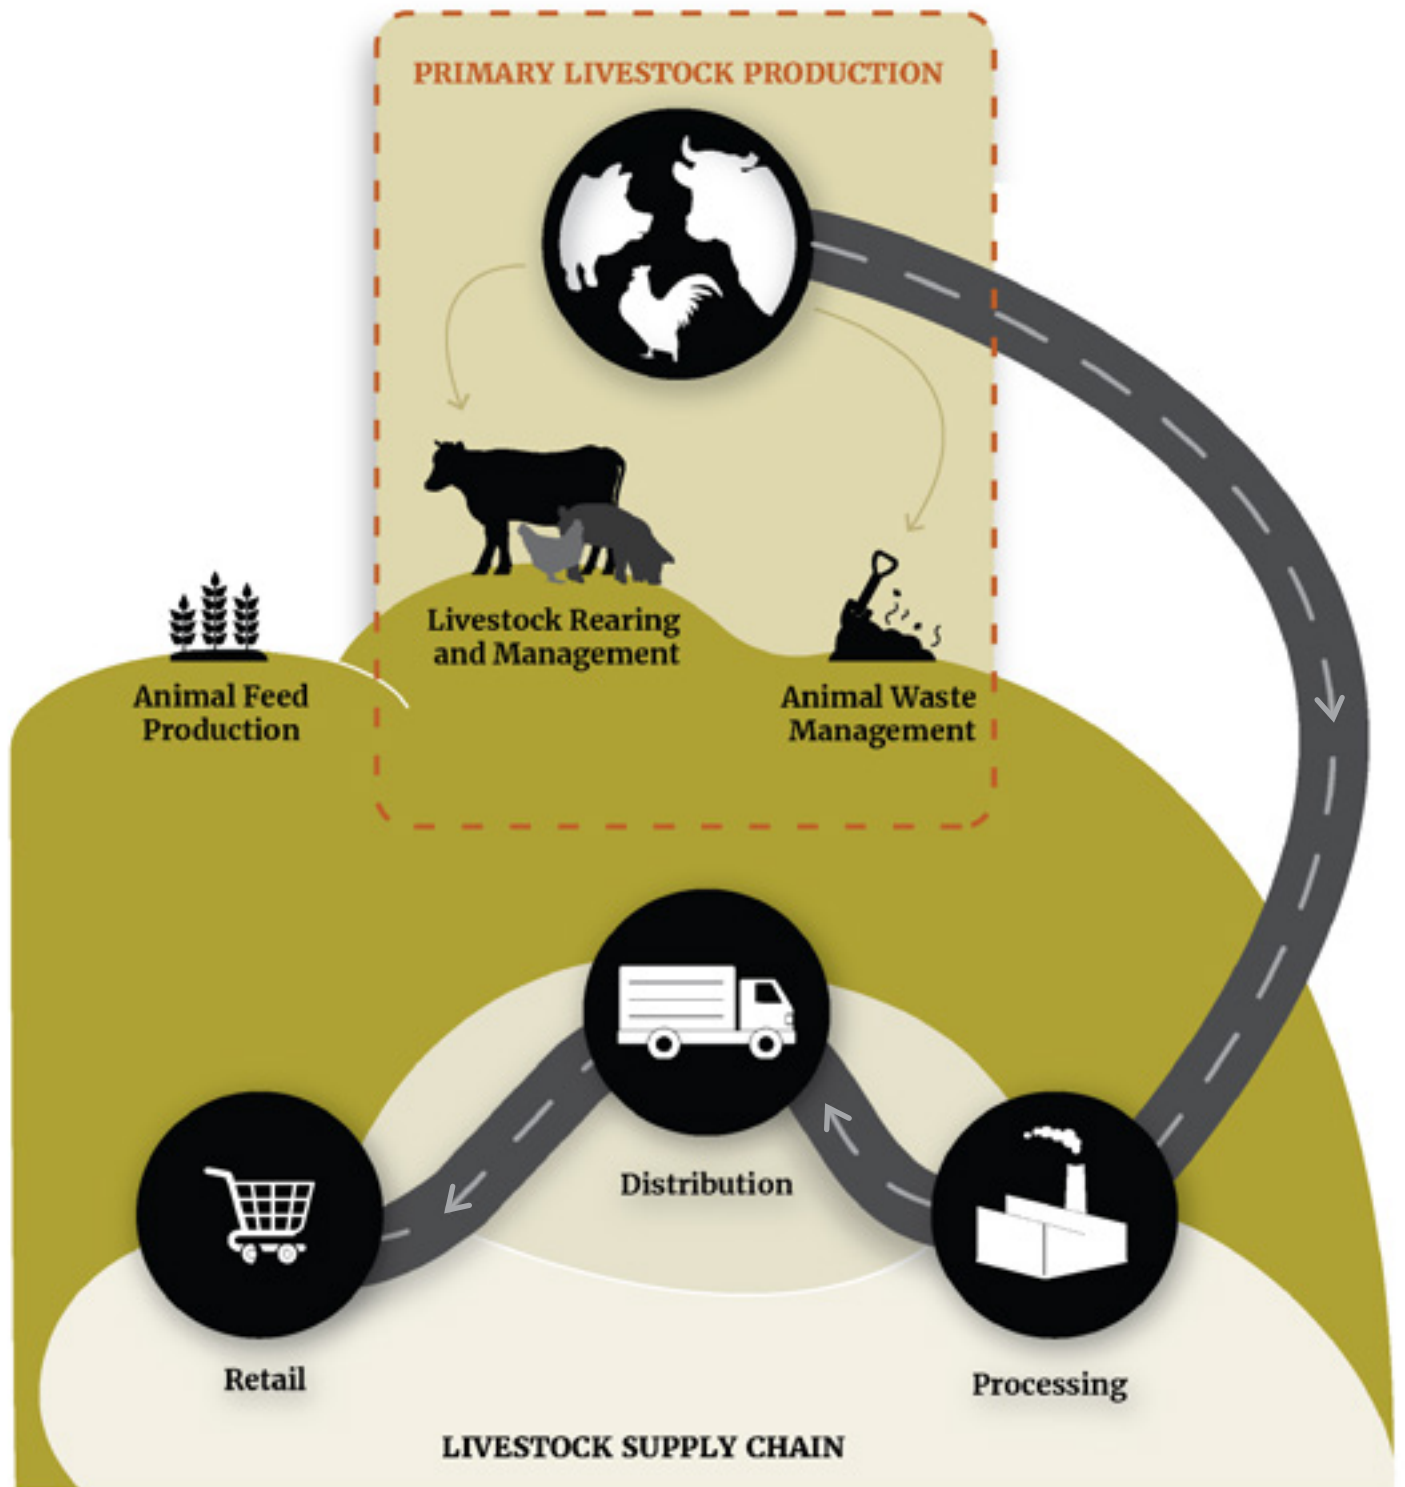 PRIMARY LIVESTOCK PRODUCTION
Livestock Rearing
and Management
Animal Feed
Production
Animal Waste
Management
Distribution
Retail
Processing
LIVESTOCK SUPPLY CHAIN